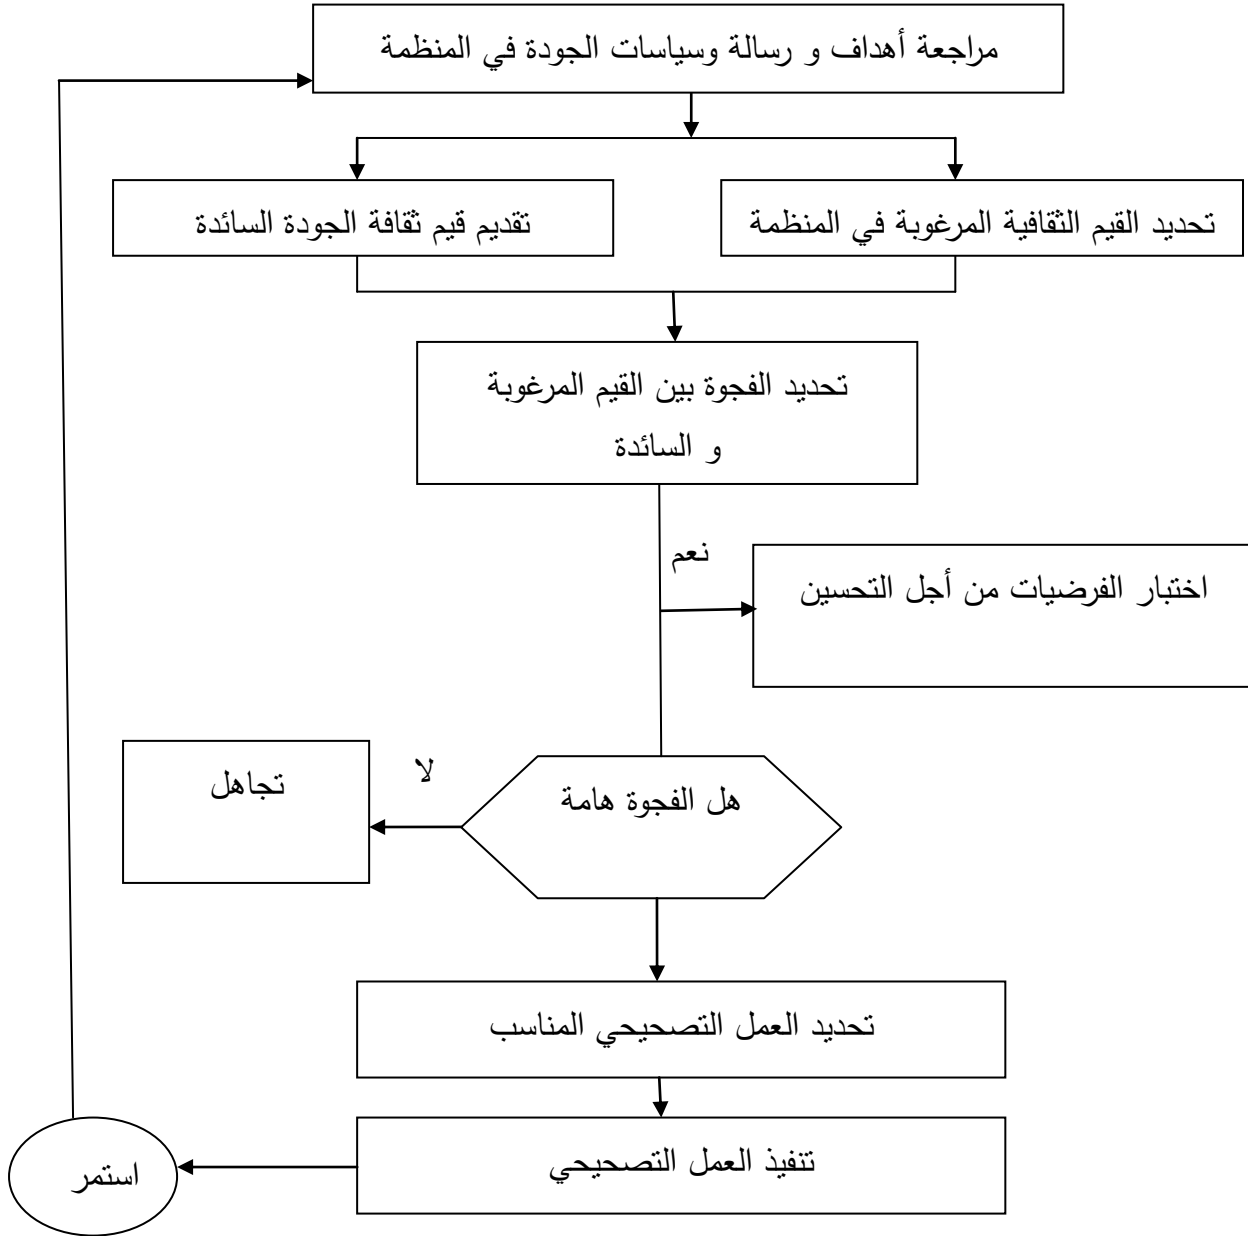 مراجعة أهداف و رسالة وسياسات الجودة في المنظمة
تحديد القيم الثقافية المرغوبة في المنظمة
تقديم قيم ثقافة الجودة السائدة
تحديد الفجوة بين القيم المرغوبة
و السائدة
نعم
اختبار الفرضيات من أجل التحسين
هل الفجوة هامة
لا
تجاهل
تحديد العمل التصحيحي المناسب
تنفيذ العمل التصحيحي
استمر